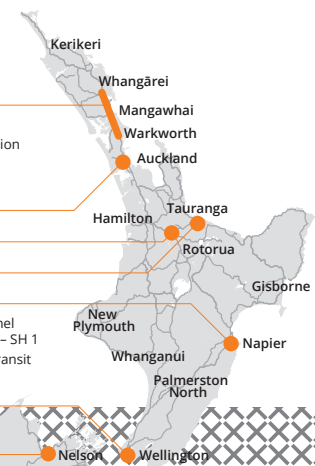 Kerikeri
Whangārei
Mangawhai
Warkworth
ion
Auckland
Tauranga
Hamilton
Rotorua
Gisborne
New
Plymouth
nel
– SH 1
Napier
ransit
Whanganui
Palmerston
North
Nelson
Wellington